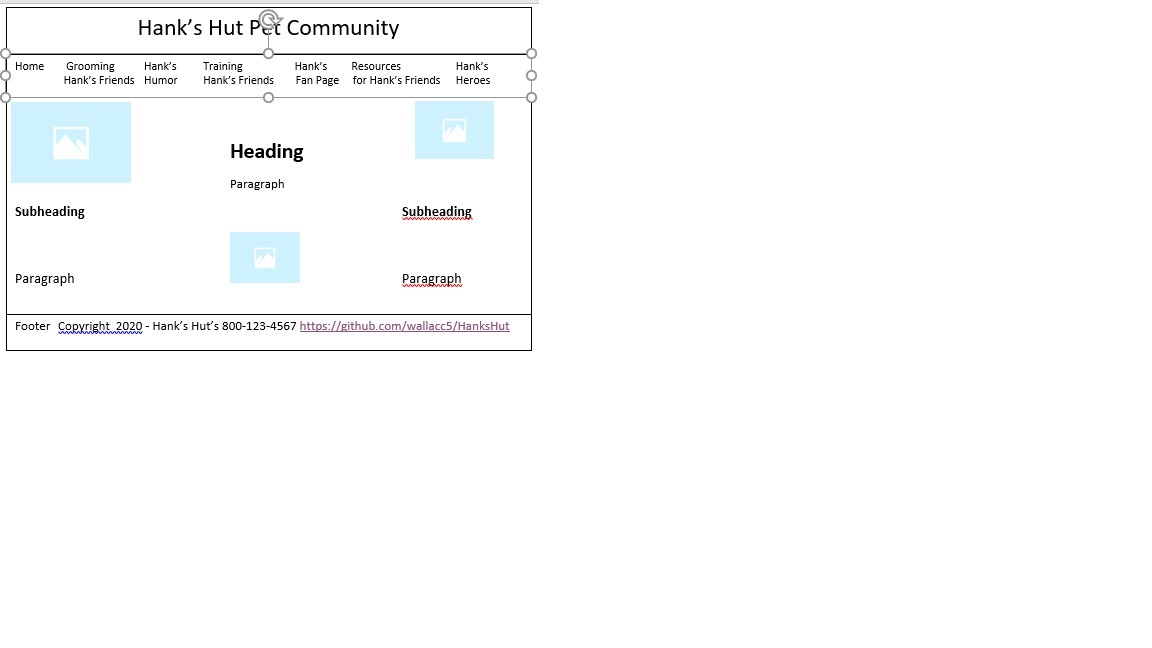 Hank's Hut Pet Community
Home Grooming Hank's Training Hank's Resources Hank's
Hank's Friends Humor Hank's Friends Fan Page for Hank's Friends Heroes
Heading
Paragraph
Subheading Subheading
Paragraph Paragraph
Footer Copyright 2020 - Hank's Hut's 800-123-4567 https://github.com/wallacc5/HanksHut